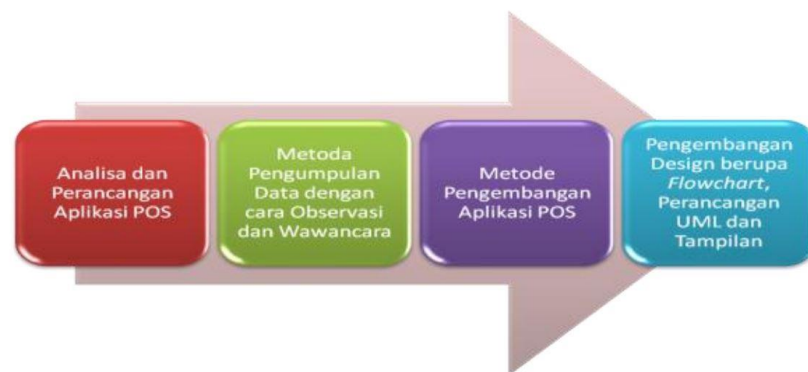 Analisa dan
Perancangan
Aplikasi POS
Metoda
Pengumpulan
Data dengan
cara Observasi
dan Wawancara
Metode
Pengembangan
Aplikasi POS
Pengembangan
Design berupa
Flowchart,
Perancangan
UML dan
Tampilan